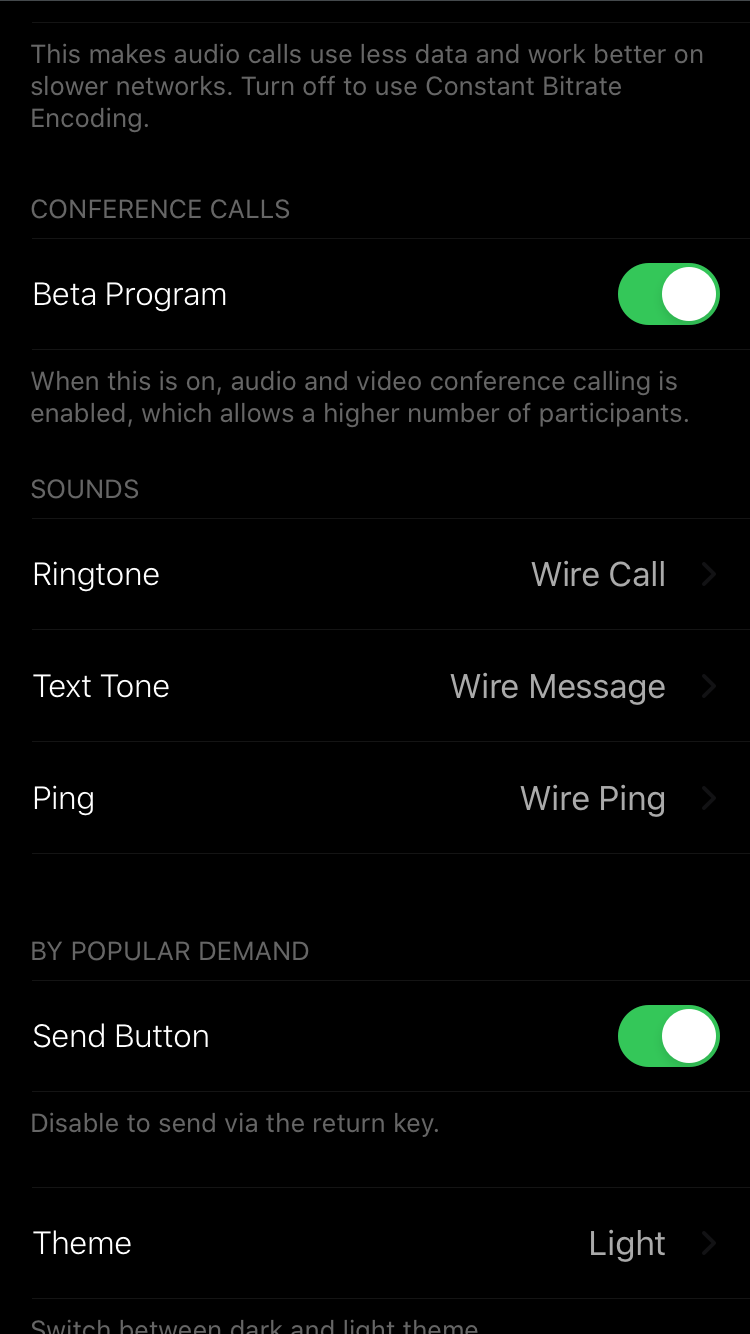 This makes audio calls use less data and work better on
slower networks. Turn off to use Constant Bitrate
Encoding.
CONFERENCE CALLS
Beta Program
When this is on, audio and video conference calling is
enabled, which allows a higher number of participants.
SOUNDS
Ringtone Wire Call
Text Tone Wire Message
Ping Wire Ping
BY POPULAR DEMAND
Send Button
Disable to send via the return key.
Theme Light
Switch between dark and light theme